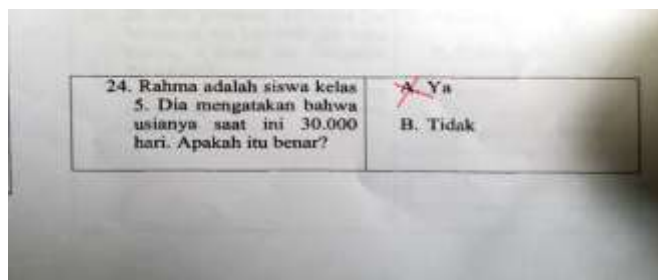 24. Rahma adalah siswa kelas
5. Dia mengatakan bahwa
usianya saat ini 30.000
hari. Apakah itu benar?
A. Ya
B. Tidak